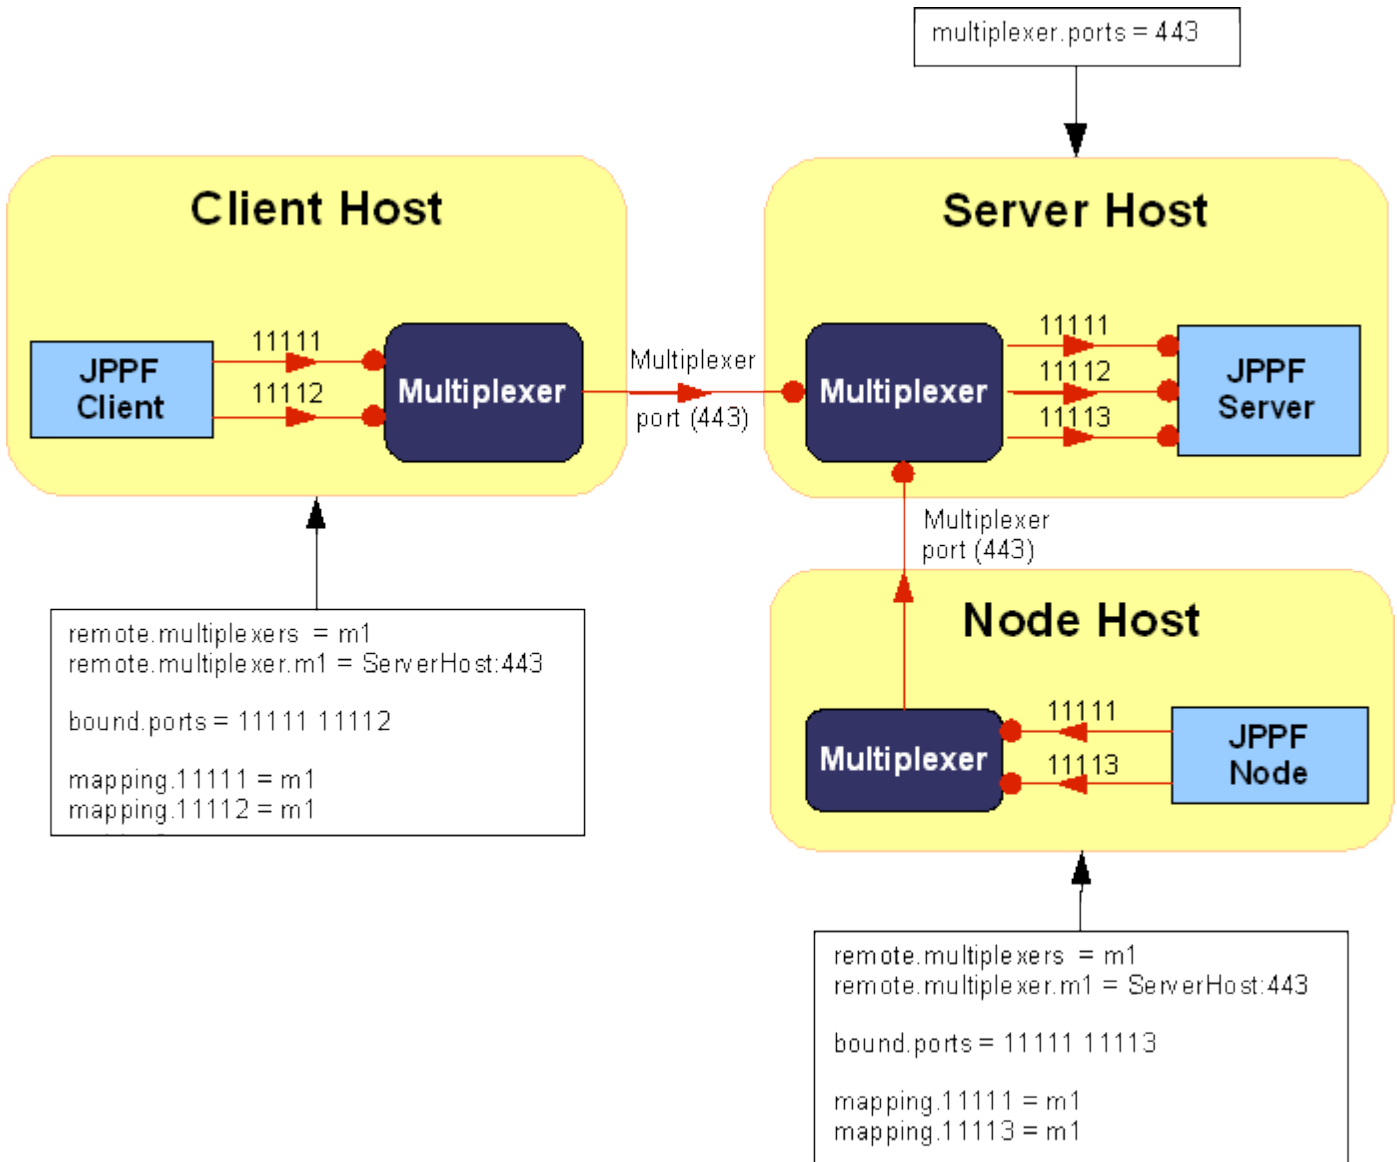 multiplexer.ports = 443
Client Host
Server Host
11111
11112
JPPF
Client
Multiplexer
Multiplexer
port (443)
Multiplexer
11111
11112
11113
JPPF
Server
Multiplexer
port (443)
Node Host
Multiplexer
11111
11113
JPPF
Node
remote.multiplexers = m1
remote.multiplexer.m1 = ServerHost:443
bound.ports = 11111 11112
mapping.11111 = m1
mapping.11112 = m1
remote.multiplexers = m1
remote.multiplexer.m1 = ServerHost:443
bound.ports = 11111 11113
mapping.11111 = m1
mapping.11113 = m1